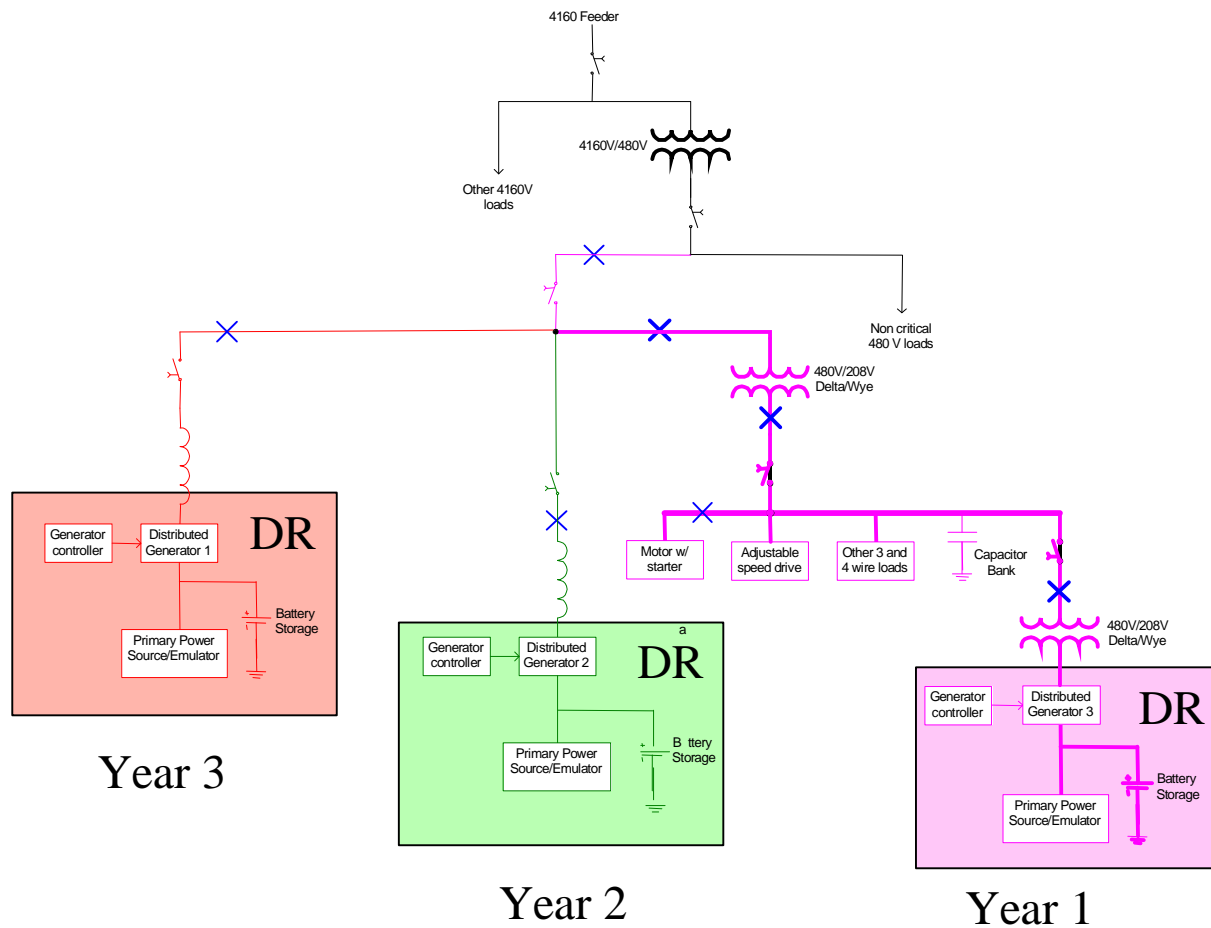 4160 Feeder
4160V/480V
Other 4160V
loads
Non critical
480 V loads
480V/208V
Delta/Wye
DR
Generator
controller
Distributed
Generator 1
Battery
Storage
Primary Power
Source/Emulator
Year 3
Motor w/
starter
Adjustable
speed drive
Other 3 and
4 wire loads
Capacitor
Bank
a
DR
Generator
controller
Distributed
Generator 2
B ttery
Storage
Primary Power
Source/Emulator
Year 2
480V/208V
Delta/Wye
DR
Generator
controller
Distributed
Generator 3
Battery
Storage
Primary Power
Source/Emulator
Year 1